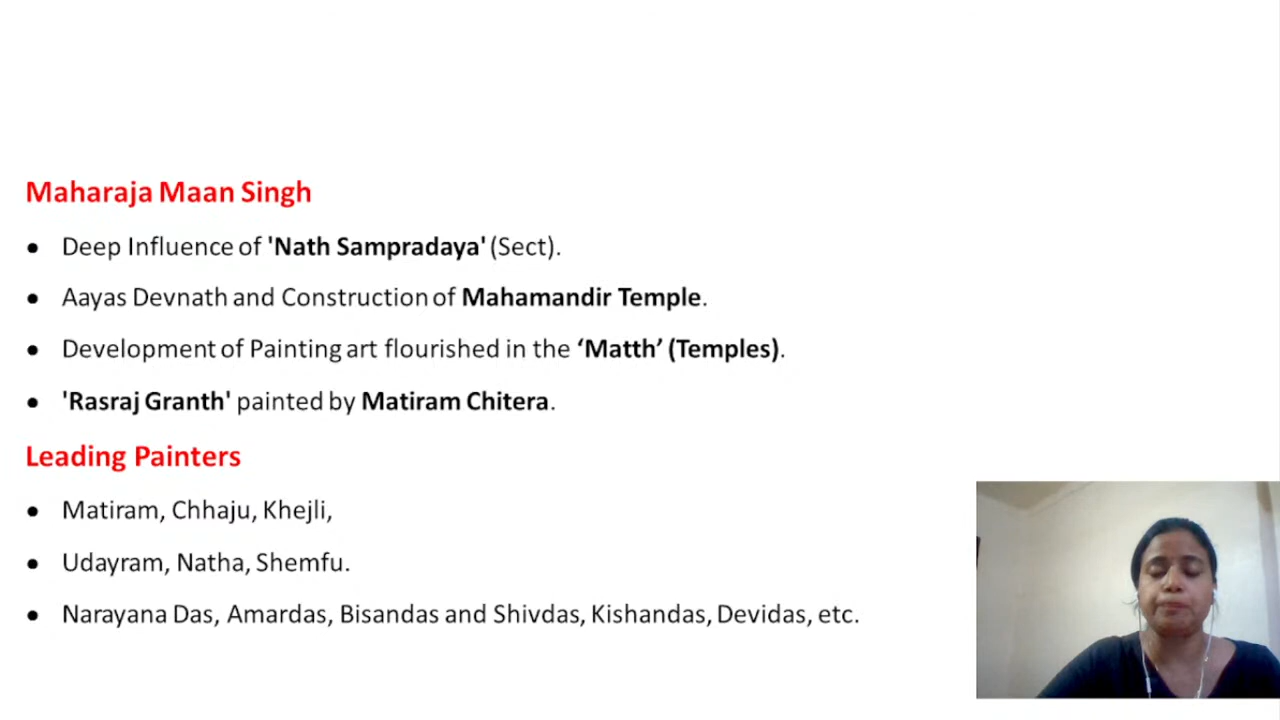 Maharaja Maan Singh
• Deep Influence of 'Nath Sampradaya' (Sect).
• Aayas Devnath and Construction of Mahamandir Temple.
• Development of Painting art flourished in the ‘Matth’ (Temples).
• 'Rasraj Granth' painted by Matiram Chitera.
Leading Painters
• Matiram, Chhaju, Khejli,
• Udayram, Natha, Shemfu.
• Narayana Das, Amardas, Bisandas and Shivdas, Kishandas, Devidas, etc.